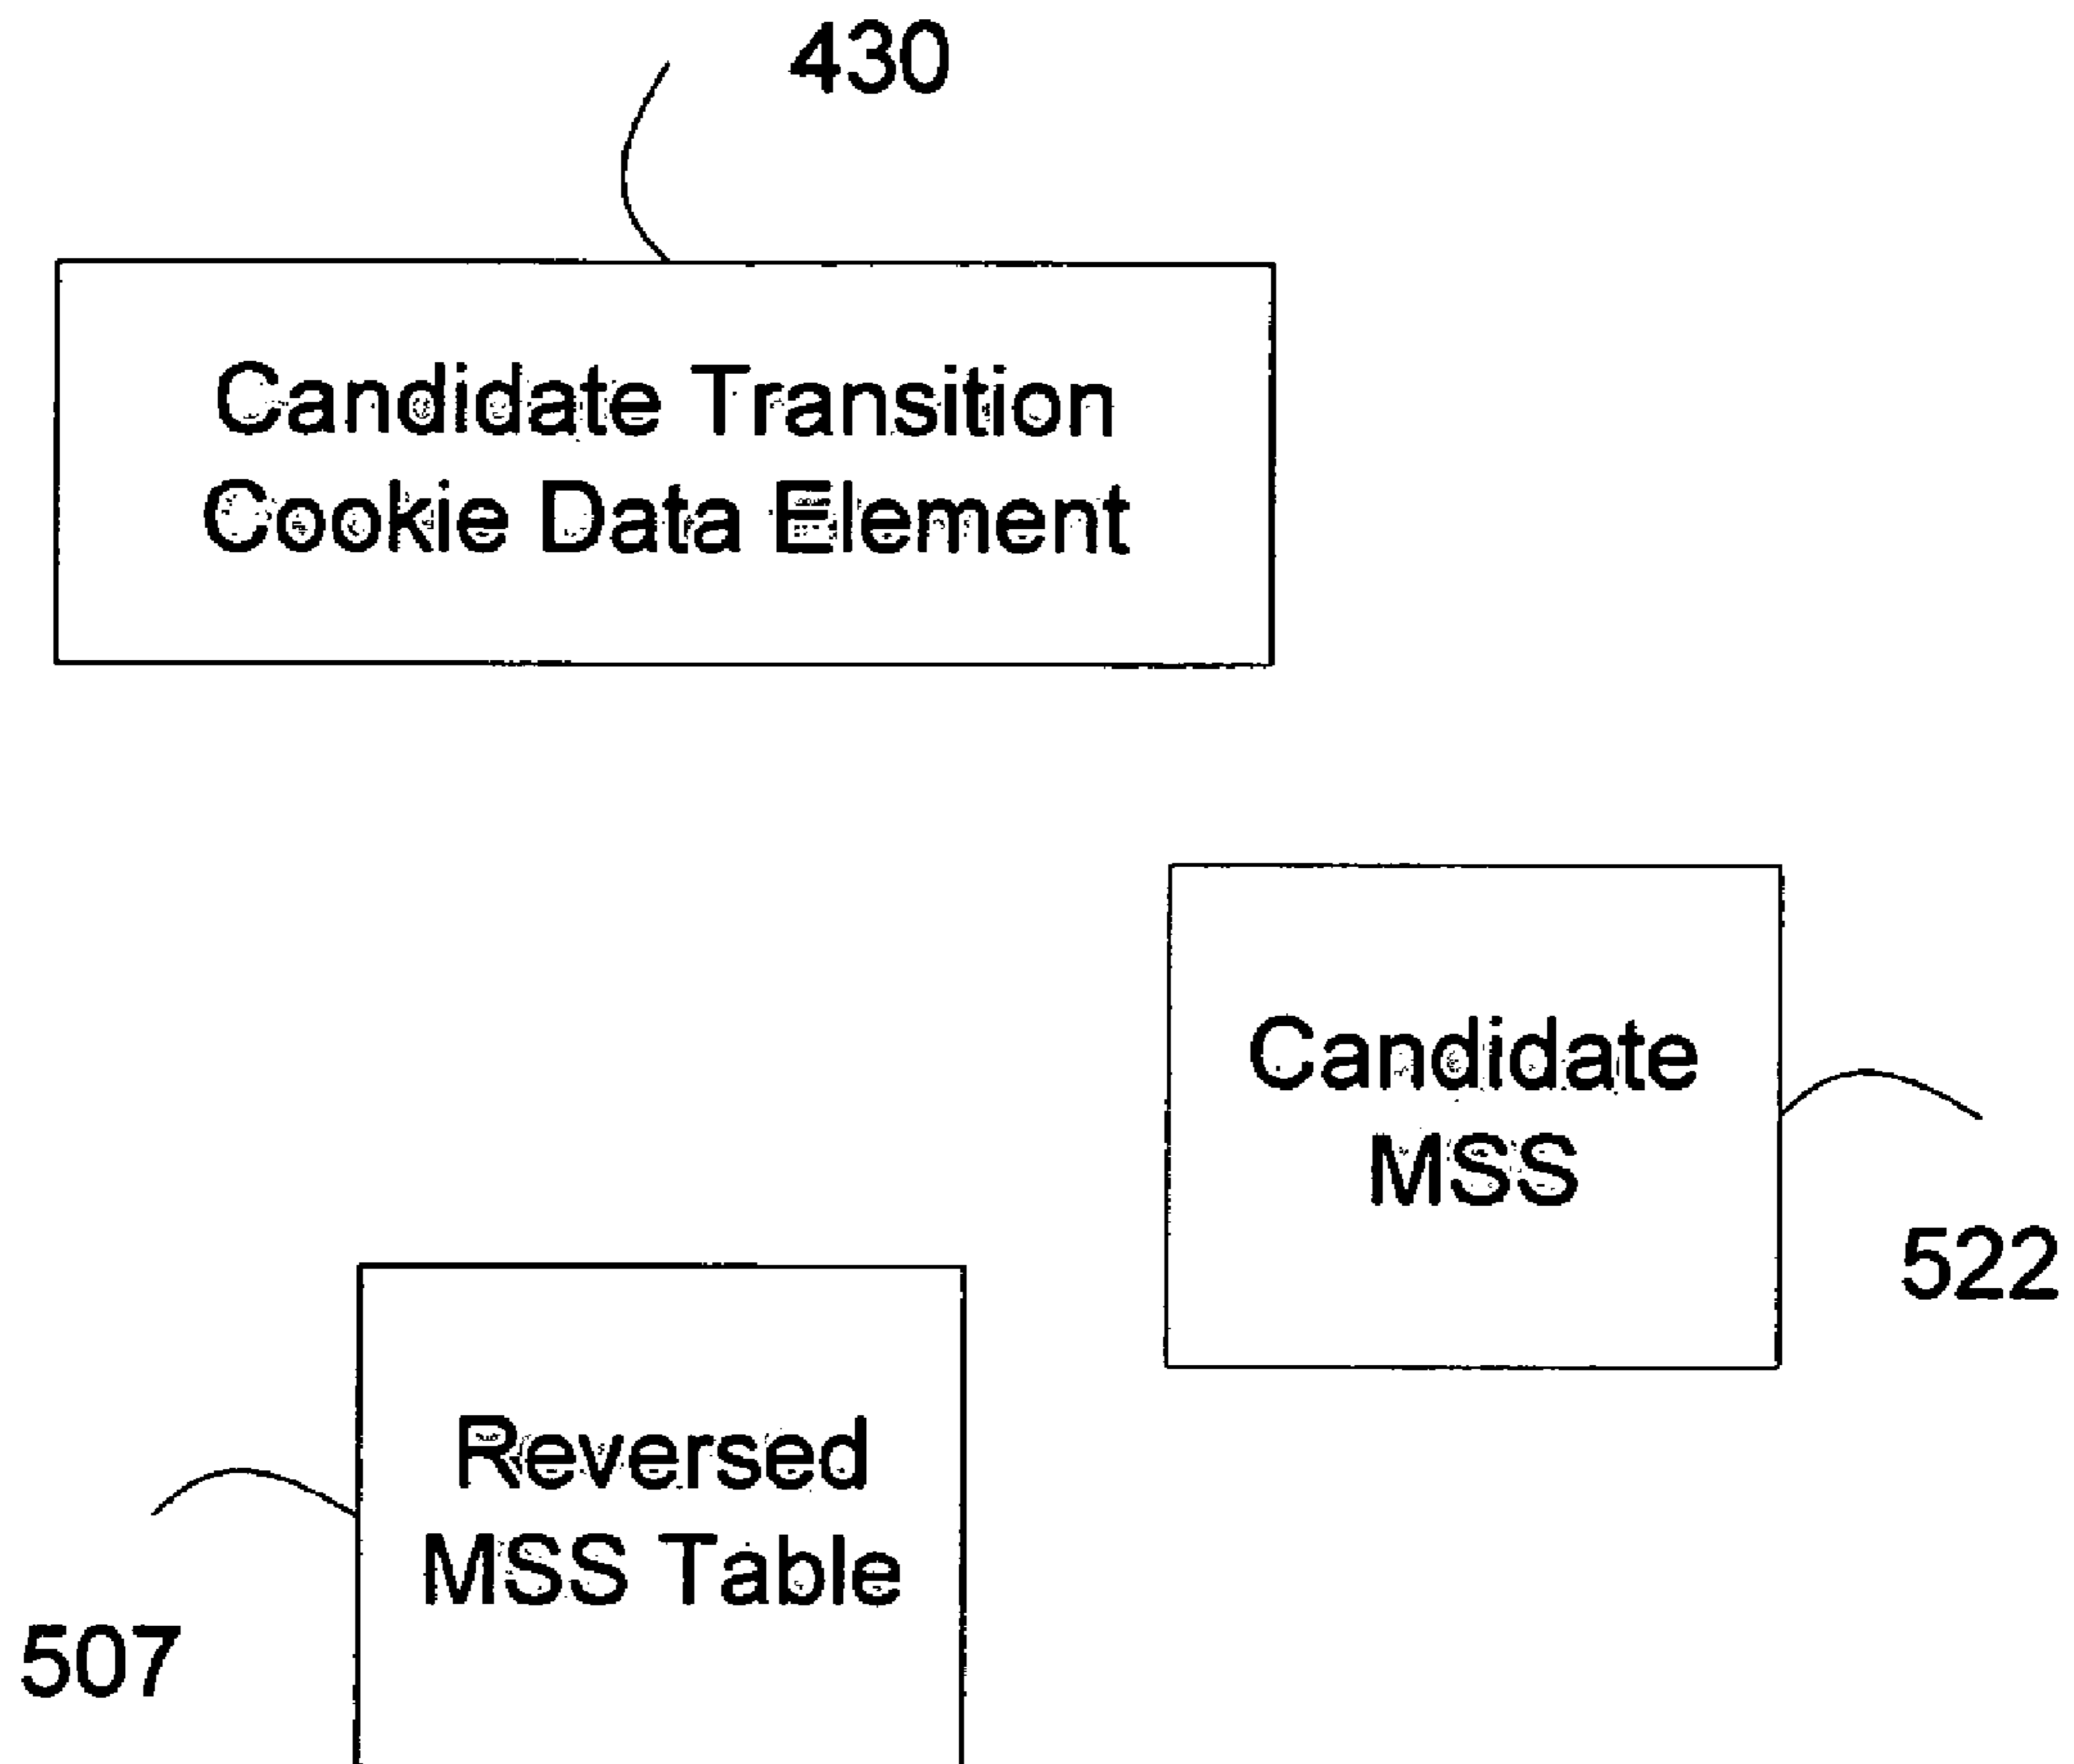 430
Candidate Transition
Cookie Data Element
Candidate
MSS
522
Reversed
MSS Table
507